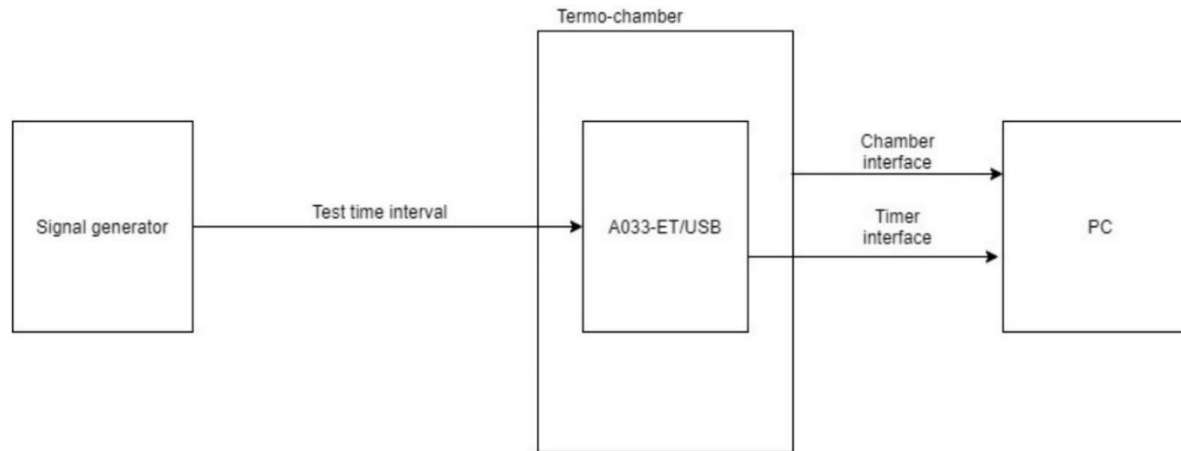 Termo-chamber
Signal generator
Test time interval
A033-ET/USB
Chamber
interface
Timer
interface
PC